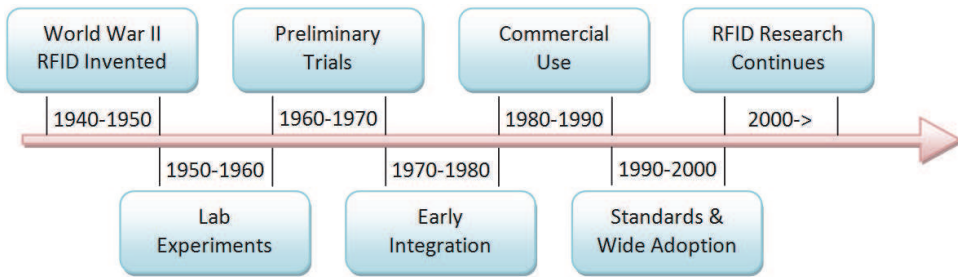 World War II
RFID Invented
Preliminary
Trials
Commercial
Use
RFID Research
Continues
1940-1950
1960-1970
1980-1990
2000->
1950-1960
1970-1980
1990-2000
Lab
Experiments
Early
Integration
Standards &
Wide Adoption